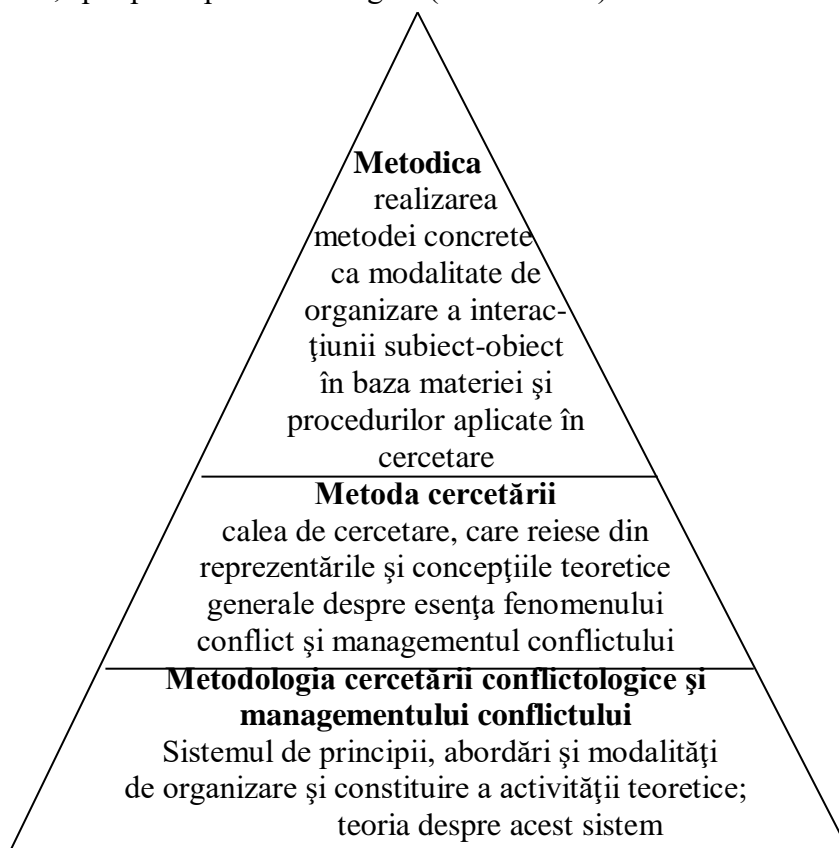 Metodica
realizarea
metodei concrete
ca modalitate de
organizare a interac-
ţiunii subiect-obiect
în baza materiei şi
procedurilor aplicate în
cercetare
Metoda cercetării
calea de cercetare, care reiese din
reprezentările şi concepţiile teoretice
generale despre esenţa fenomenului
conflict şi managementul conflictului
Metodologia cercetării conflictologice şi
managementului conflictului
Sistemul de principii, abordări şi modalităţi
de organizare şi constituire a activităţii teoretice;
teoria despre acest sistem